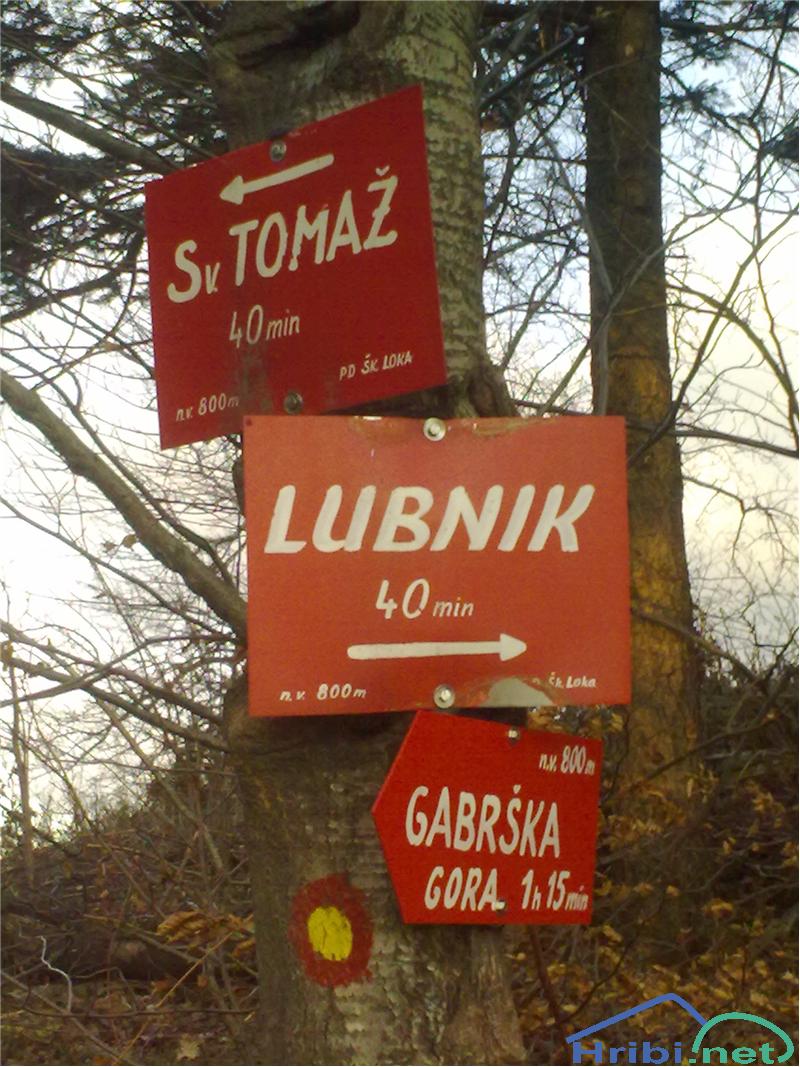 Sv. TOMAŽ
40 min
PD ŠK. LOKA
n.v. 800m
LUBNIK
40 min
n.v. 800m
Šk. Loka
n.v. 800m
GABRŠKA
GORA 1h 15min
Hribi.net